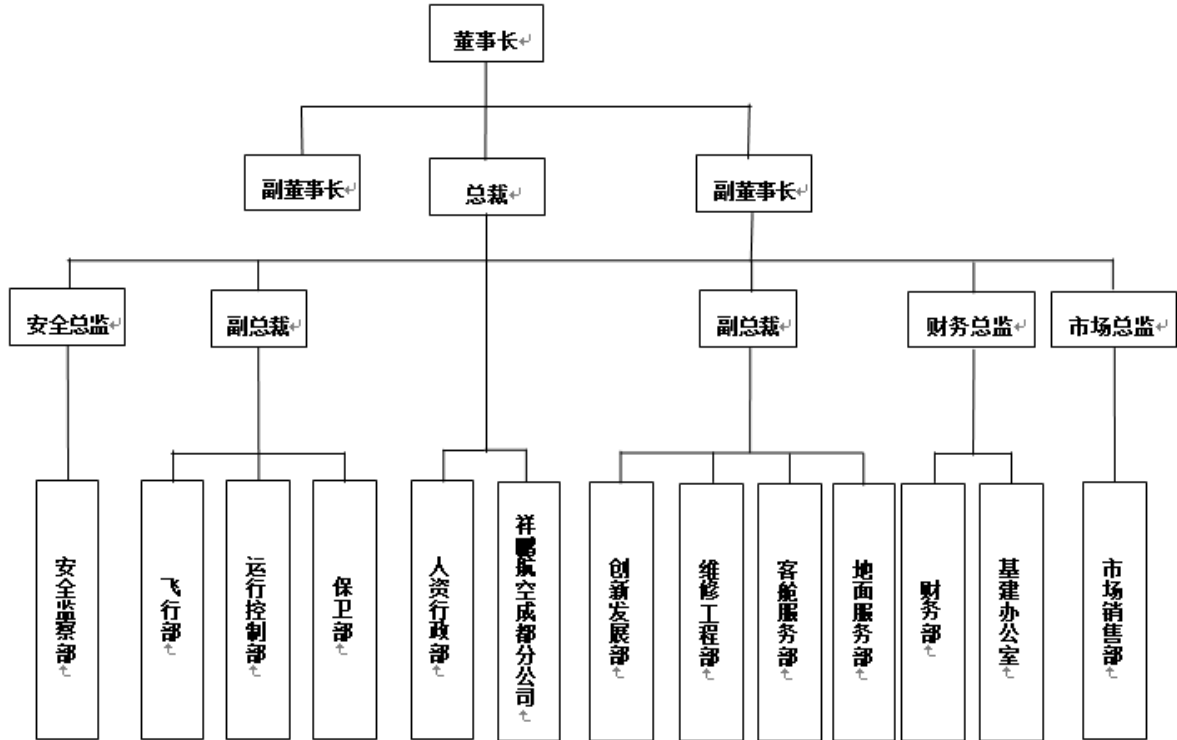 董事长
副董事长
总裁
副董事长
安全总监
副总裁
副总裁
财务总监
市场总监
安全监察部
飞行部
运行控制部
保卫部
人资行政部
祥鹏航空成都分公司
创新发展部
维修工程部
客舱服务部
地面服务部
财务部
基建办公室
市场销售部